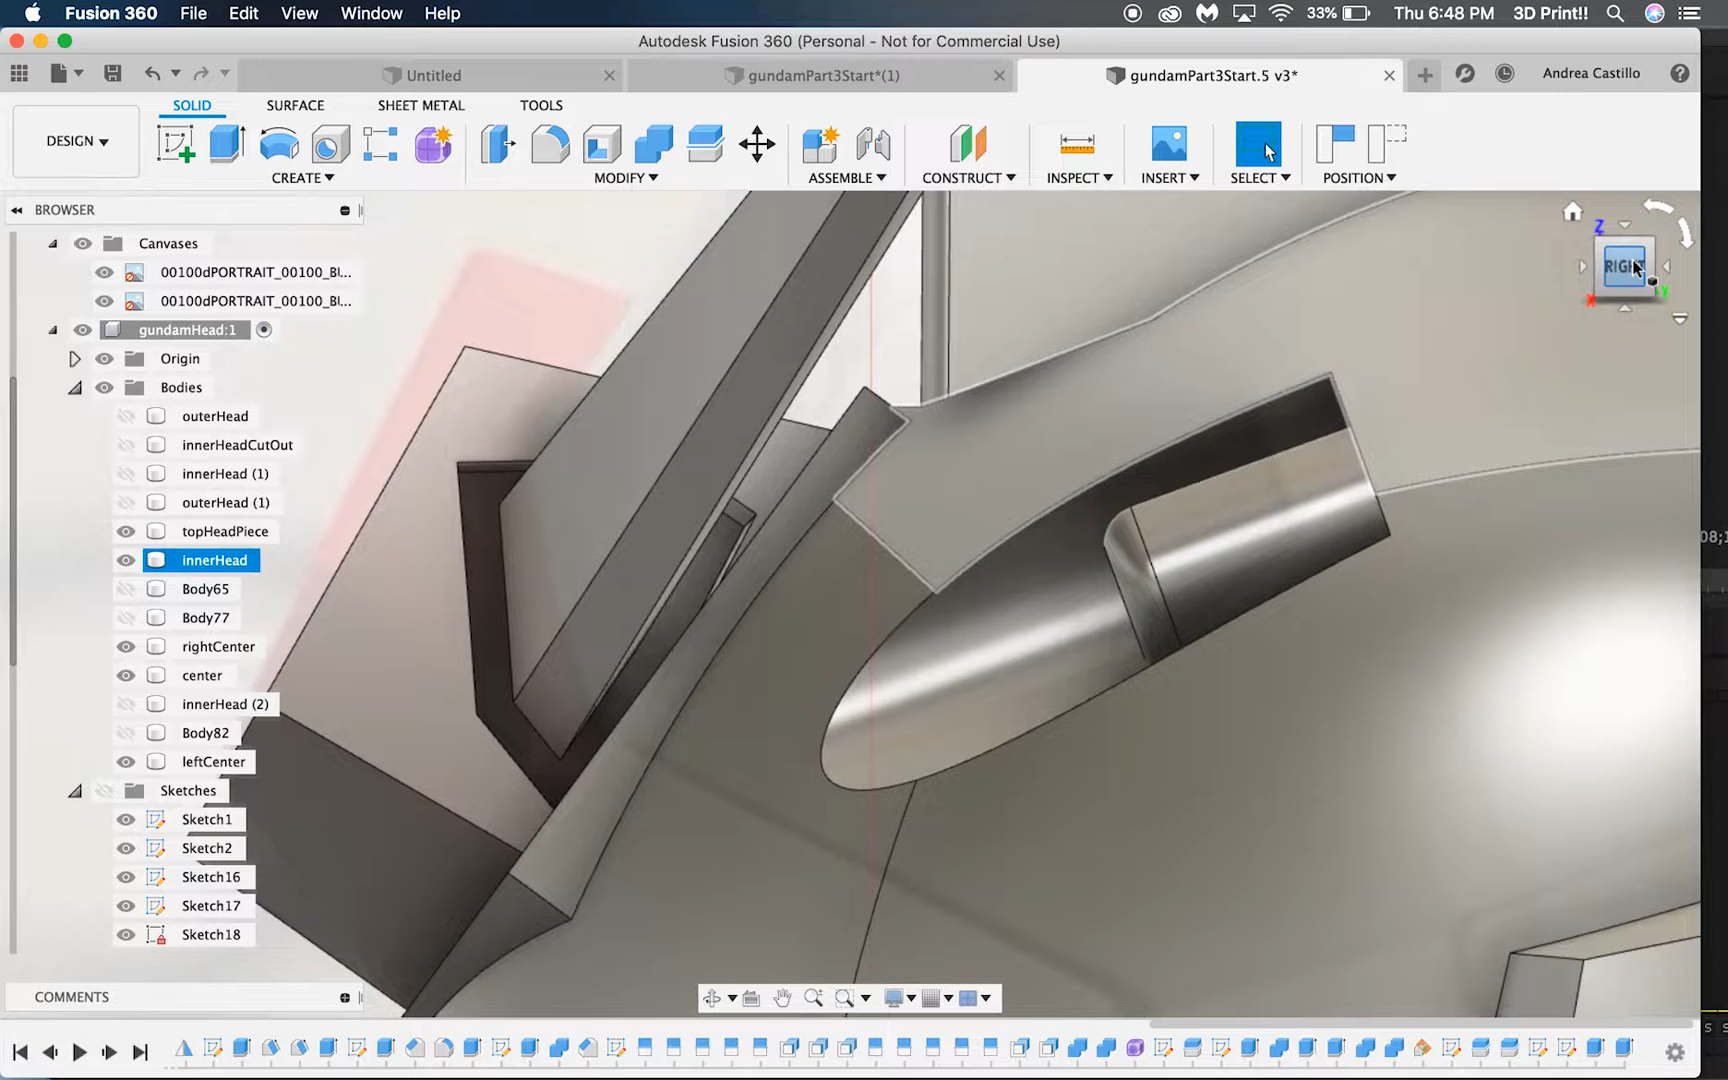 Fusion 360 File Edit View Window Help 33% Thu 6:48 PM 3D Print!!
Autodesk Fusion 360 (Personal - Not for Commercial Use)
Untitled gundamPart3Start*(1) gundamPart3Start.5 v3* Andrea Castillo
SOLID SURFACE SHEET METAL TOOLS
DESIGN
CREATE MODIFY ASSEMBLE CONSTRUCT INSPECT INSERT SELECT POSITION
BROWSER
Z
RIGHT
X Y
Canvases
00100dPORTRAIT_00100_BI...
00100dPORTRAIT_00100_BI...
gundamHead:1
Origin
Bodies
outerHead
innerHeadCutOut
innerHead (1)
outerHead (1)
topHeadPiece
innerHead
Body65
Body77
rightCenter
center
innerHead (2)
Body82
leftCenter
Sketches
Sketch1
Sketch2
Sketch16
Sketch17
Sketch18
COMMENTS